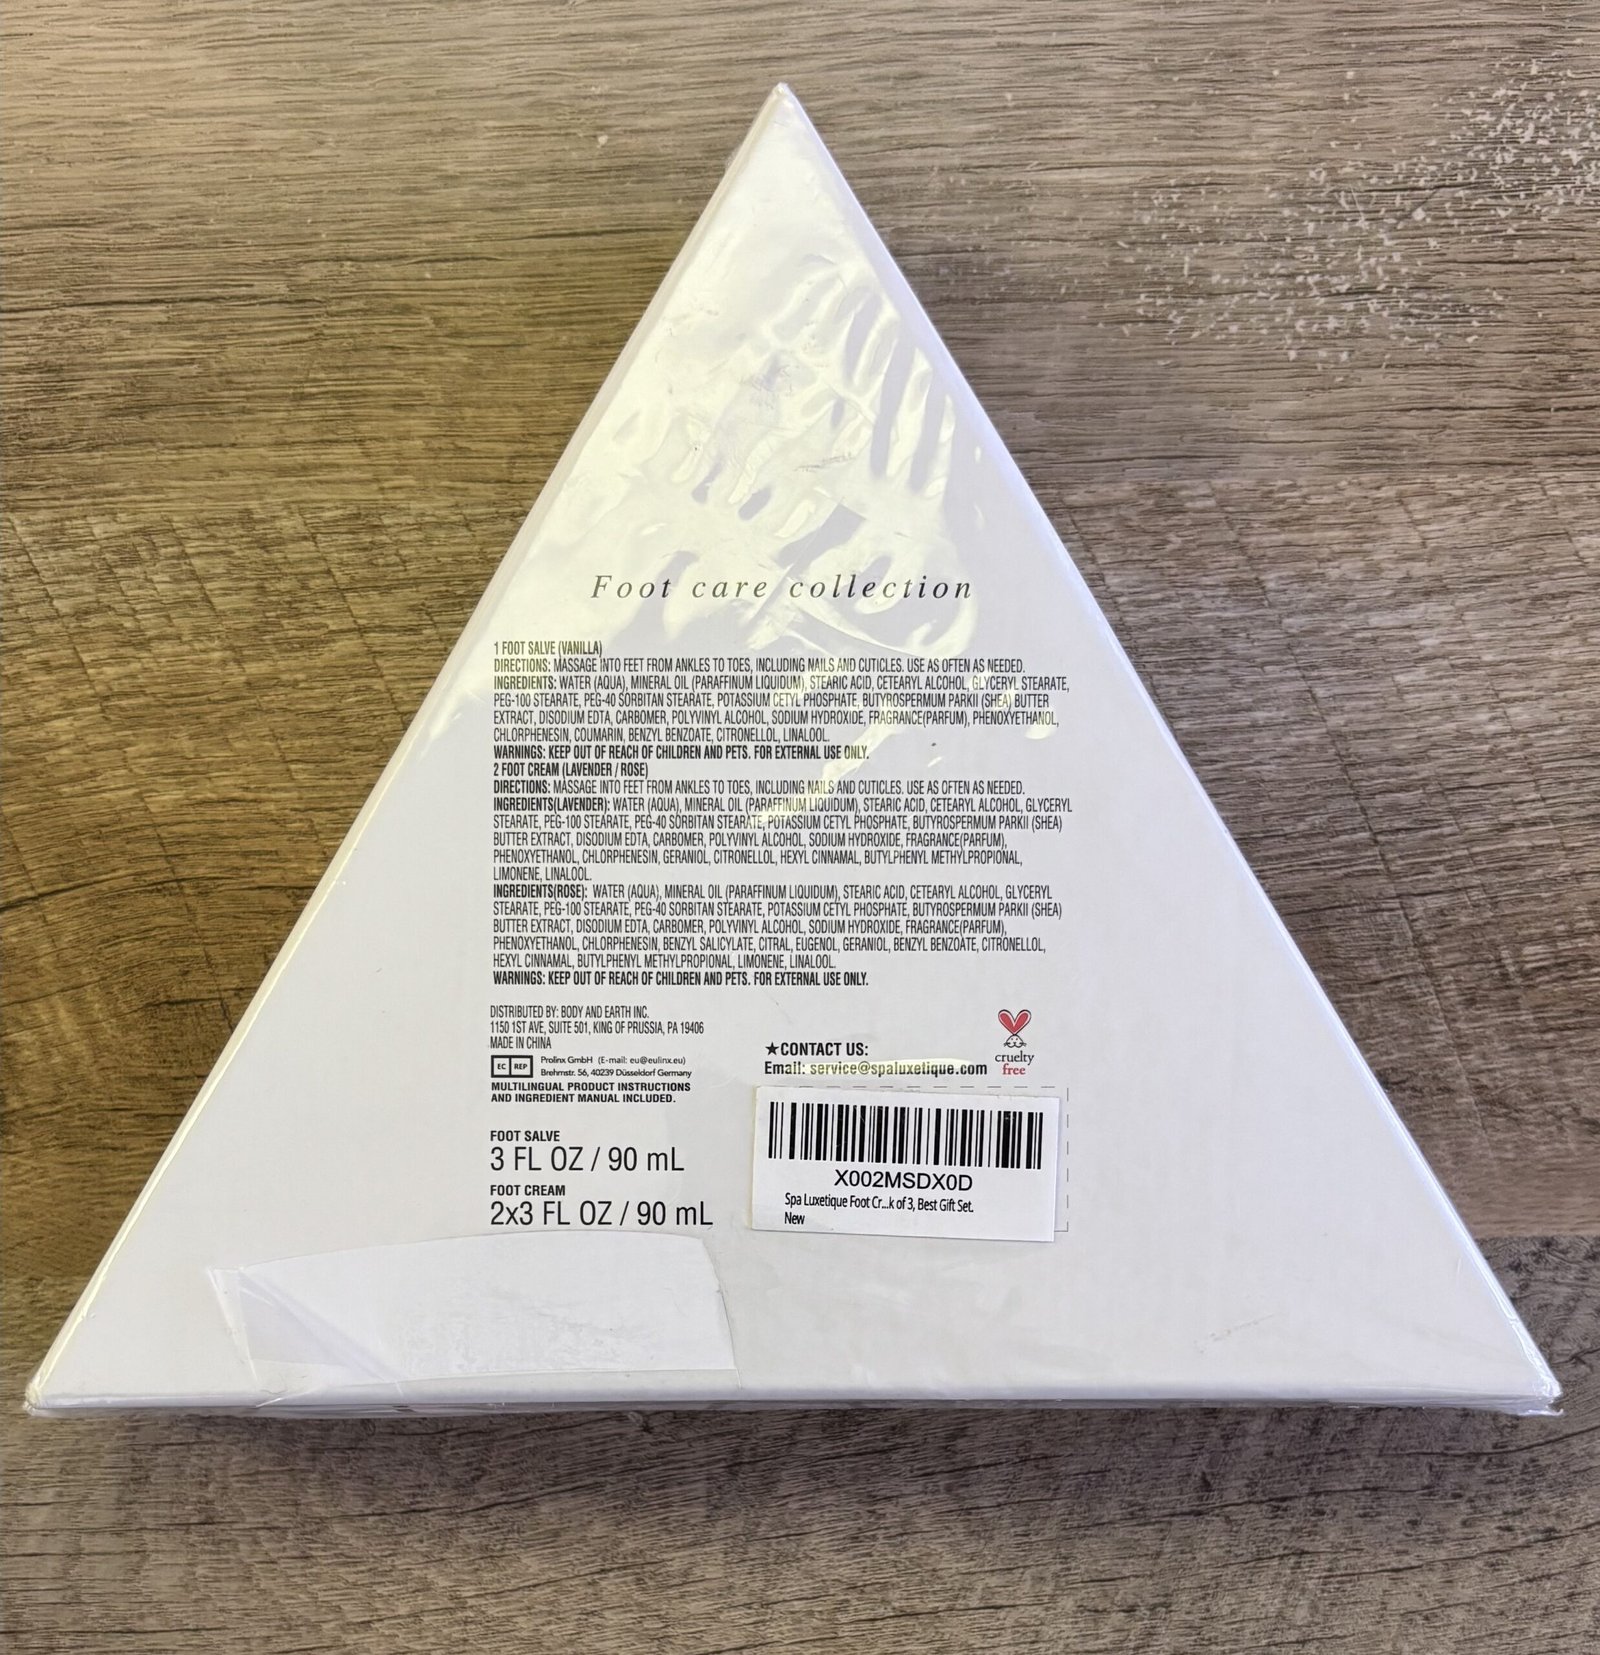 Foot care collection
1 FOOT SALVE (VANILLA)
DIRECTIONS: MASSAGE INTO FEET FROM ANKLES TO TOES, INCLUDING NAILS AND CUTICLES. USE AS OFTEN AS NEEDED.
INGREDIENTS: WATER (AQUA), MINERAL OIL (PARAFFINUM LIQUIDUM), STEARIC ACID, CETEARYL ALCOHOL, GLYCERYL STEARATE,
PEG-100 STEARATE, PEG-40 SORBITAN STEARATE, POTASSIUM CETYL PHOSPHATE, BUTYROSPERMUM PARKII (SHEA) BUTTER
EXTRACT, DISODIUM EDTA, CARBOMER, POLYVINYL ALCOHOL, SODIUM HYDROXIDE, FRAGRANCE(PARFUM), PHENOXYETHANOL,
CHLORPHENESIN, COUMARIN, BENZYL BENZOATE, CITRONELLOL, LINALOOL.
WARNINGS: KEEP OUT OF REACH OF CHILDREN AND PETS. FOR EXTERNAL USE ONLY.
2 FOOT CREAM (LAVENDER / ROSE)
DIRECTIONS: MASSAGE INTO FEET FROM ANKLES TO TOES, INCLUDING NAILS AND CUTICLES. USE AS OFTEN AS NEEDED.
INGREDIENTS(LAVENDER): WATER (AQUA), MINERAL OIL (PARAFFINUM LIQUIDUM), STEARIC ACID, CETEARYL ALCOHOL, GLYCERYL
STEARATE, PEG-100 STEARATE, PEG-40 SORBITAN STEARATE, POTASSIUM CETYL PHOSPHATE, BUTYROSPERMUM PARKII (SHEA)
BUTTER EXTRACT, DISODIUM EDTA, CARBOMER, POLYVINYL ALCOHOL, SODIUM HYDROXIDE, FRAGRANCE(PARFUM),
PHENOXYETHANOL, CHLORPHENESIN, GERANIOL, CITRONELLOL, HEXYL CINNAMAL, BUTYLPHENYL METHYLPROPIONAL,
LIMONENE, LINALOOL.
INGREDIENTS(ROSE): WATER (AQUA), MINERAL OIL (PARAFFINUM LIQUIDUM), STEARIC ACID, CETEARYL ALCOHOL, GLYCERYL
STEARATE, PEG-100 STEARATE, PEG-40 SORBITAN STEARATE, POTASSIUM CETYL PHOSPHATE, BUTYROSPERMUM PARKII (SHEA)
BUTTER EXTRACT, DISODIUM EDTA, CARBOMER, POLYVINYL ALCOHOL, SODIUM HYDROXIDE, FRAGRANCE(PARFUM),
PHENOXYETHANOL, CHLORPHENESIN, BENZYL SALICYLATE, CITRAL, EUGENOL, GERANIOL, BENZYL BENZOATE, CITRONELLOL,
HEXYL CINNAMAL, BUTYLPHENYL METHYLPROPIONAL, LIMONENE, LINALOOL.
WARNINGS: KEEP OUT OF REACH OF CHILDREN AND PETS. FOR EXTERNAL USE ONLY.
DISTRIBUTED BY: BODY AND EARTH INC.
1150 1ST AVE, SUITE 501, KING OF PRUSSIA, PA 19406
MADE IN CHINA
EC REP
Prolinx GmbH (E-mail: eu@eulinx.eu)
Brehmstr. 56, 40239 Düsseldorf Germany
MULTILINGUAL PRODUCT INSTRUCTIONS
AND INGREDIENT MANUAL INCLUDED.
★CONTACT US:
Email: service@spaluxetique.com
cruelty
free
FOOT SALVE
3 FL OZ / 90 mL
FOOT CREAM
2x3 FL OZ / 90 mL
X002MSDX0D
Spa Luxetique Foot Cr...k of 3, Best Gift Set.
New